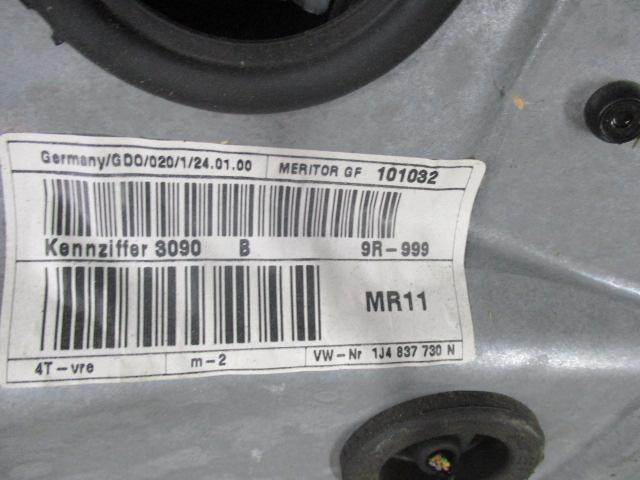 Germany/GDO/020/1/24.01.00 MERITOR GF 101032
Kennziffer 3090 B 9R-999
MR11
4T-vre m-2 VW-Nr 1J4 837 730 N